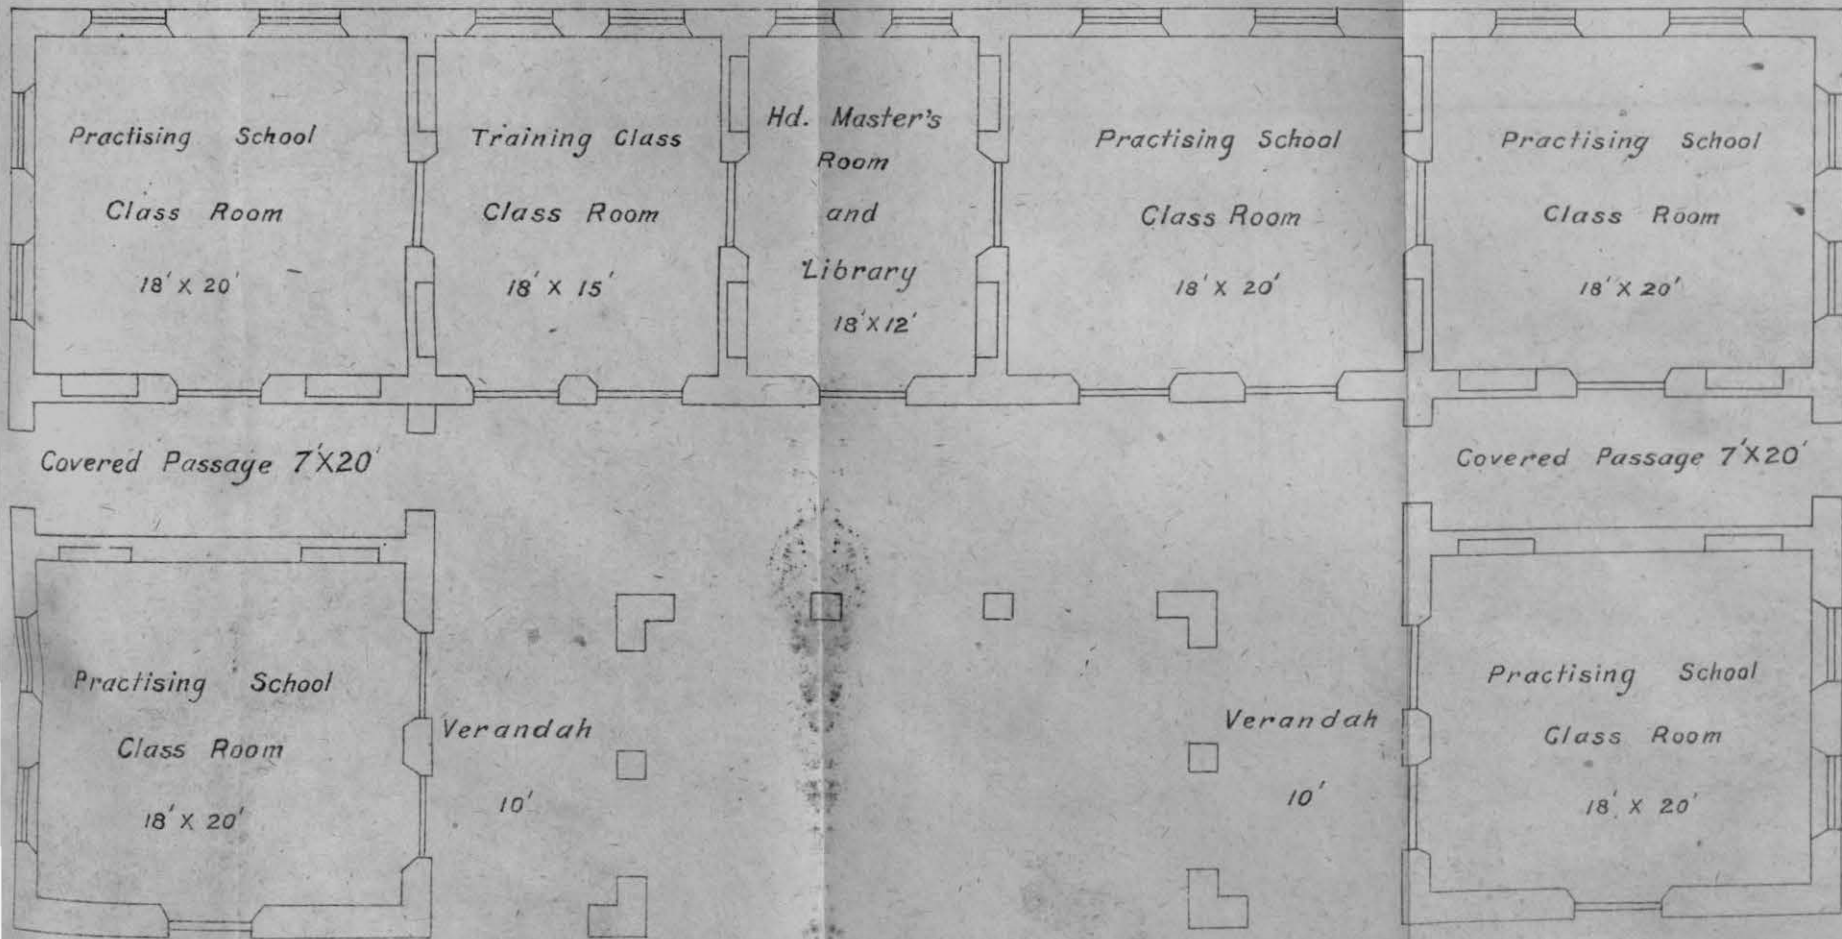 Practising School
Class Room
18' X 20'
Training Class
Class Room
18' X 15'
Hd. Master's
Room
and
Library
18' X 12'
Practising School
Class Room
18' X 20'
Practising School
Class Room
18' X 20'
Covered Passage 7' X 20'
Covered Passage 7' X 20'
Practising School
Class Room
18' X 20'
Verandah
10'
Verandah
10'
Practising School
Class Room
18' X 20'